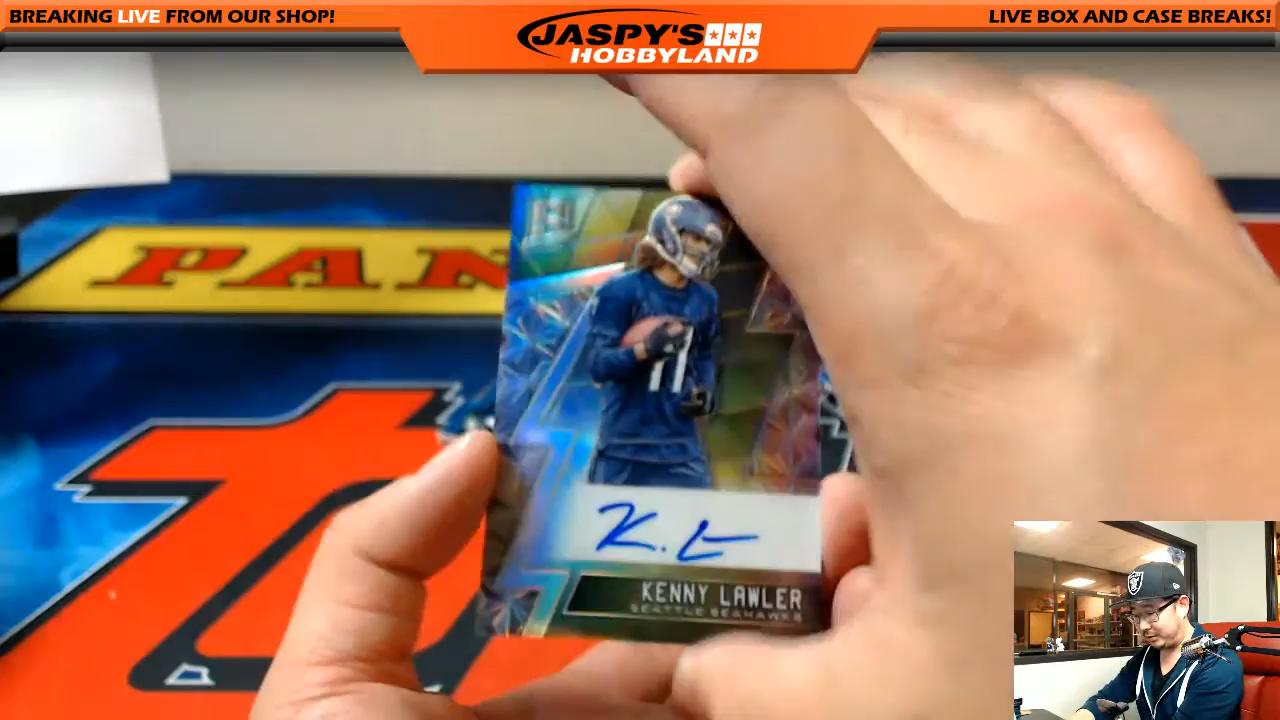 BREAKING LIVE FROM OUR SHOP!
JASPY'S
HOBBYLAND
LIVE BOX AND CASE BREAKS!
PAN
11
K. L
KENNY LAWLER
SEATTLE SEAHAWKS